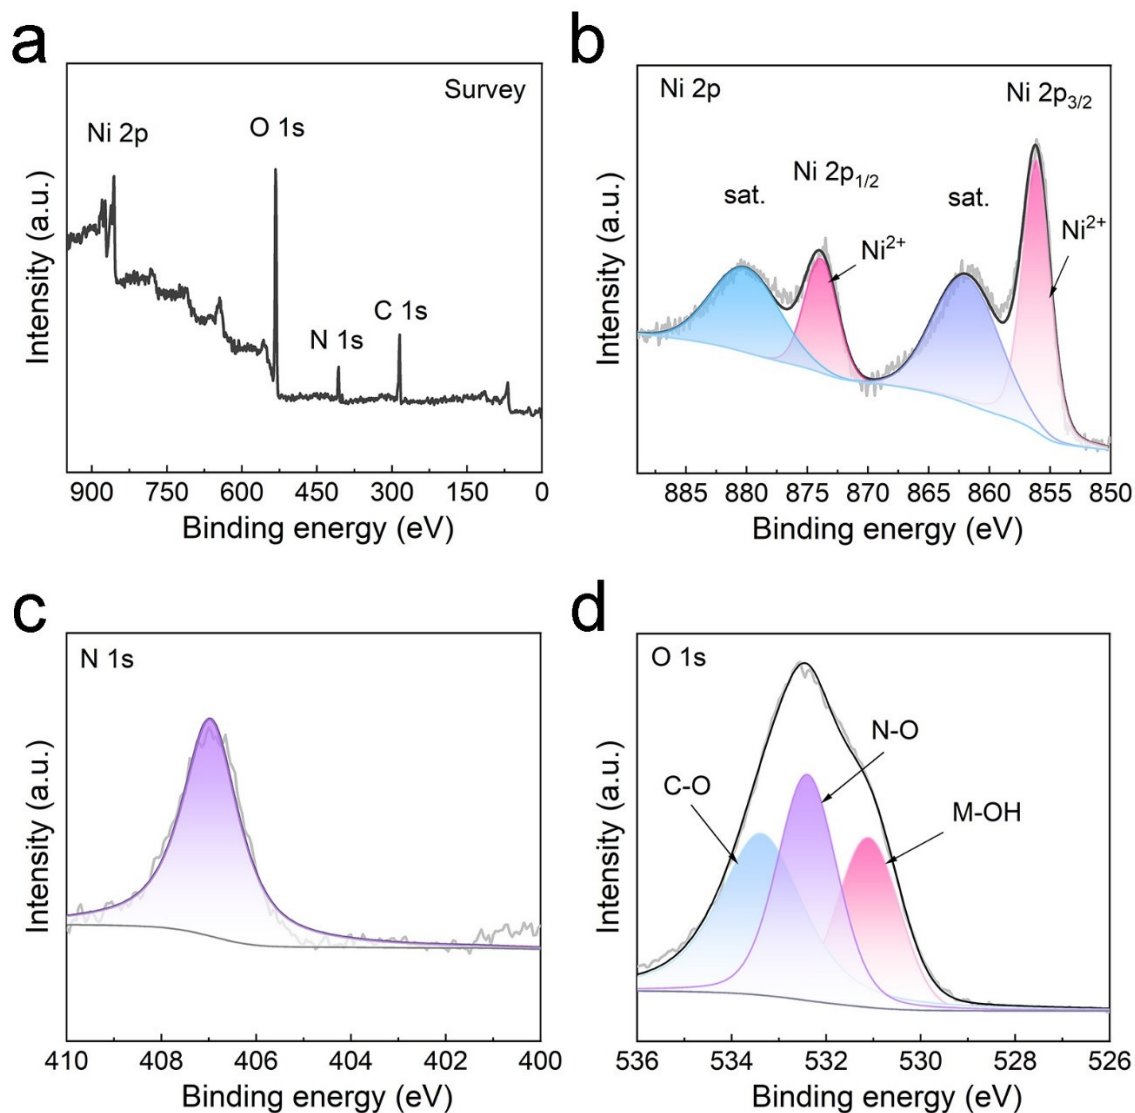 a
Survey
Ni 2p
O 1s
N 1s
C 1s
Intensity (a.u.)
900 750 600 450 300 150 0
Binding energy (eV)
b
Ni 2p
Ni 2p3/2
Ni 2p1/2
sat.
sat.
Ni2+
Ni2+
Intensity (a.u.)
885 880 875 870 865 860 855 850
Binding energy (eV)
c
N 1s
Intensity (a.u.)
410 408 406 404 402 400
Binding energy (eV)
d
O 1s
N-O
C-O
M-OH
Intensity (a.u.)
536 534 532 530 528 526
Binding energy (eV)